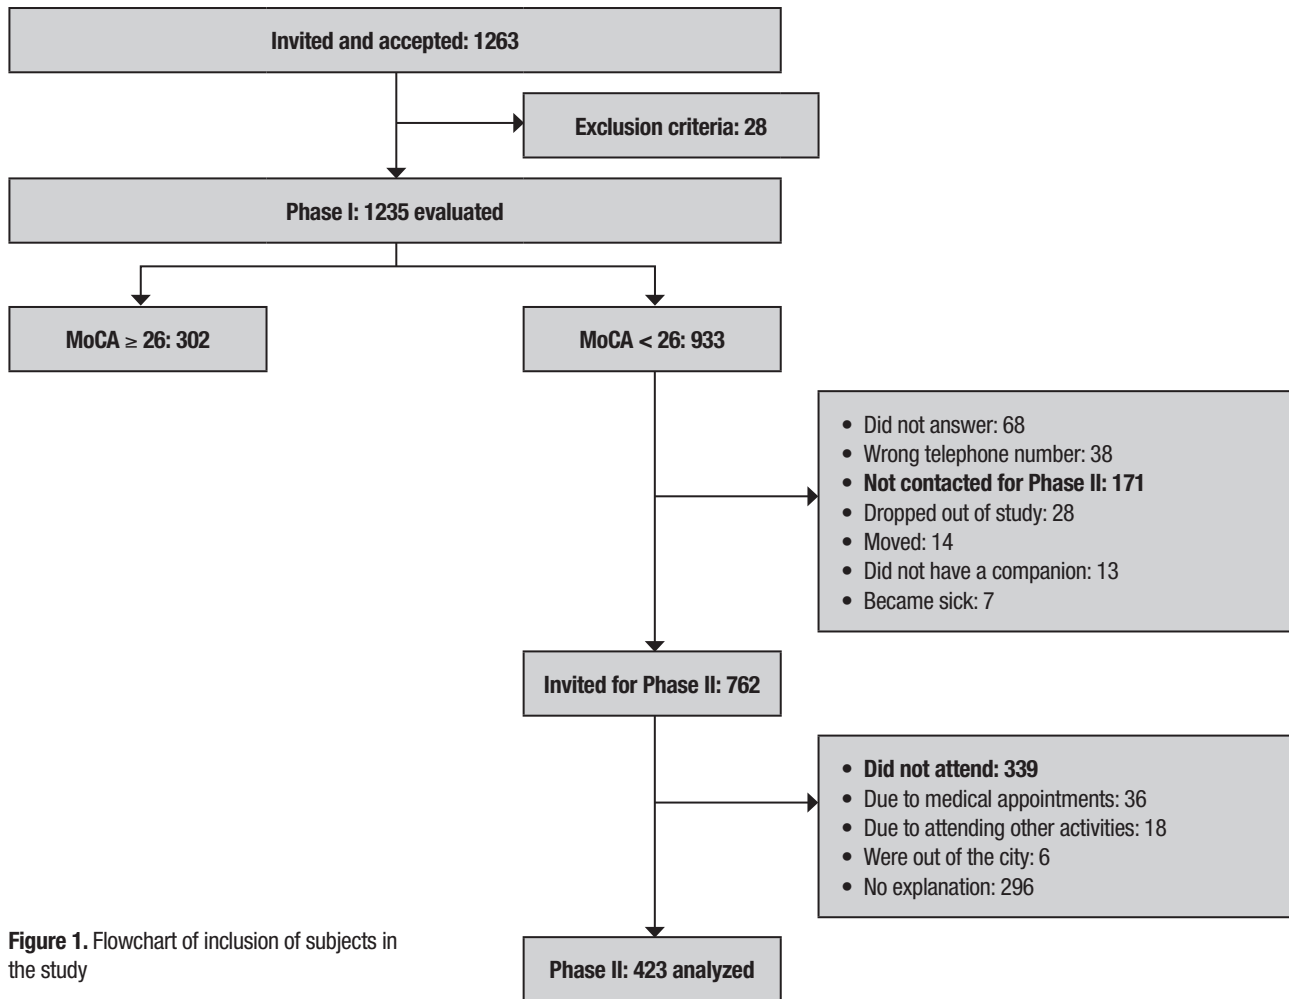 Invited and accepted: 1263
Exclusion criteria: 28
Phase I: 1235 evaluated
MoCA ≥ 26: 302
MoCA < 26: 933
• Did not answer: 68
• Wrong telephone number: 38
• Not contacted for Phase II: 171
• Dropped out of study: 28
• Moved: 14
• Did not have a companion: 13
• Became sick: 7
Invited for Phase II: 762
• Did not attend: 339
• Due to medical appointments: 36
• Due to attending other activities: 18
• Were out of the city: 6
• No explanation: 296
Phase II: 423 analyzed
Figure 1. Flowchart of inclusion of subjects in
the study